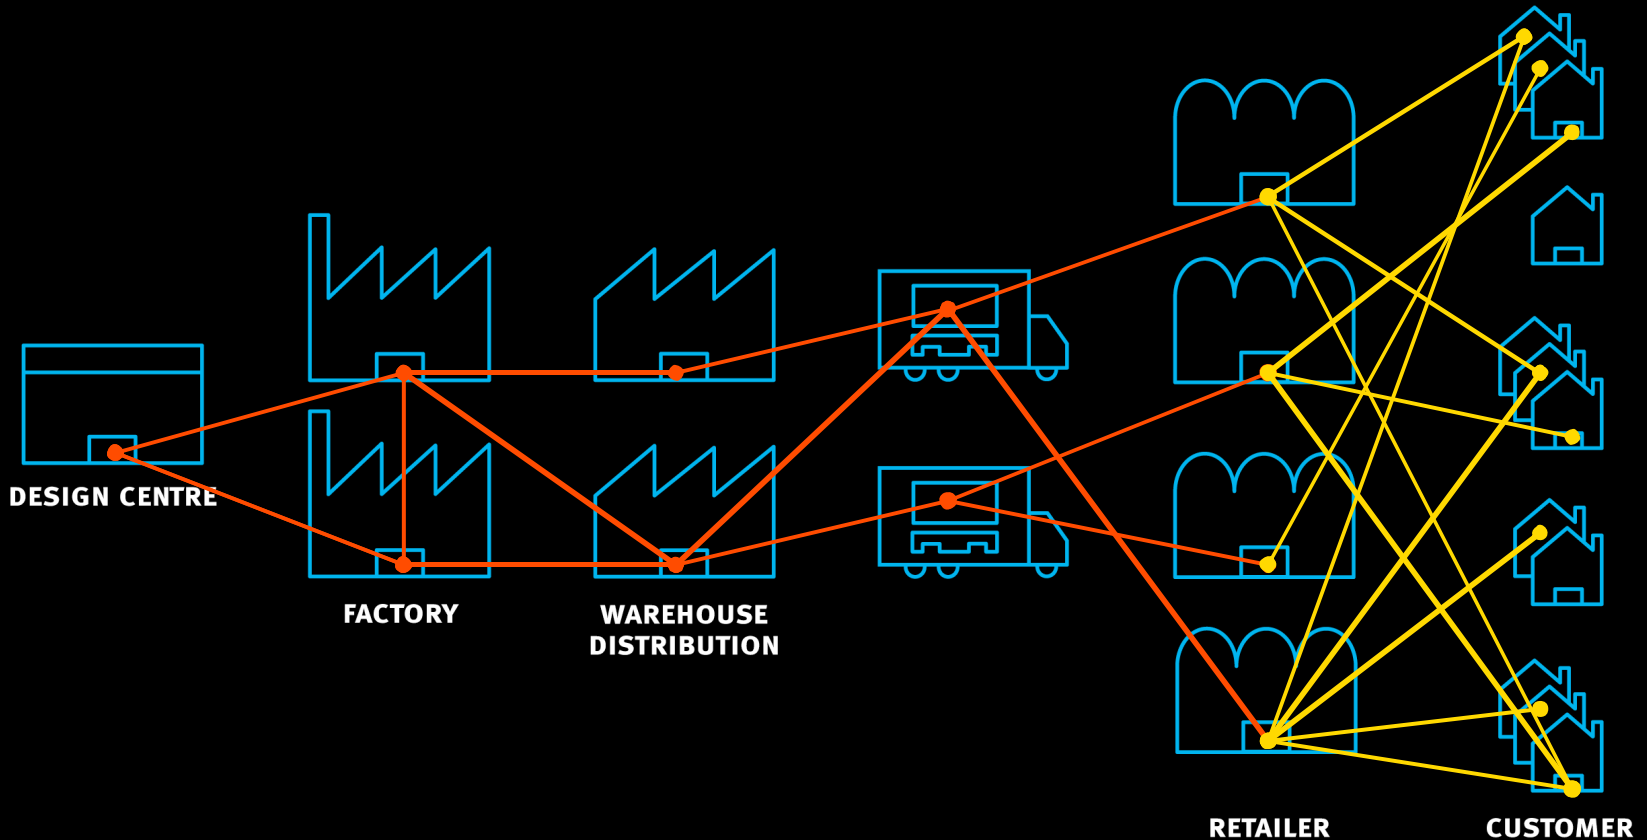 DESIGN CENTRE
FACTORY
WAREHOUSE
DISTRIBUTION
RETAILER
CUSTOMER